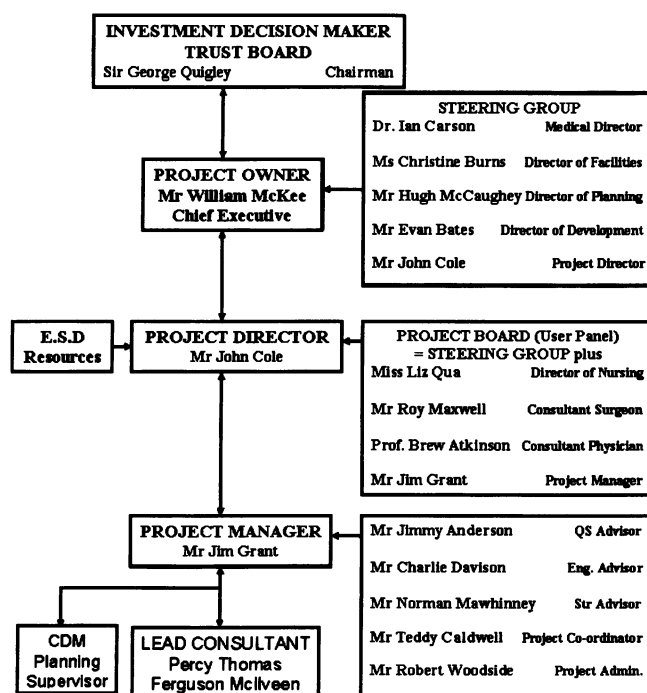 INVESTMENT DECISION MAKER
TRUST BOARD
Sir George Quigley Chairman
STEERING GROUP
Dr. Ian Carson Medical Director
Ms Christine Burns Director of Facilities
Mr Hugh McCaughey Director of Planning
Mr Evan Bates Director of Development
Mr John Cole Project Director
PROJECT OWNER
Mr William McKee
Chief Executive
E.S.D
Resources
PROJECT DIRECTOR
Mr John Cole
PROJECT BOARD (User Panel)
= STEERING GROUP plus
Miss Liz Qua Director of Nursing
Mr Roy Maxwell Consultant Surgeon
Prof. Brew Atkinson Consultant Physician
Mr Jim Grant Project Manager
PROJECT MANAGER
Mr Jim Grant
Mr Jimmy Anderson QS Advisor
Mr Charlie Davison Eng. Advisor
Mr Norman Mawhinney Str Advisor
Mr Teddy Caldwell Project Co-ordinator
Mr Robert Woodside Project Admin.
CDM
Planning
Supervisor
LEAD CONSULTANT
Percy Thomas
Ferguson McIlveen